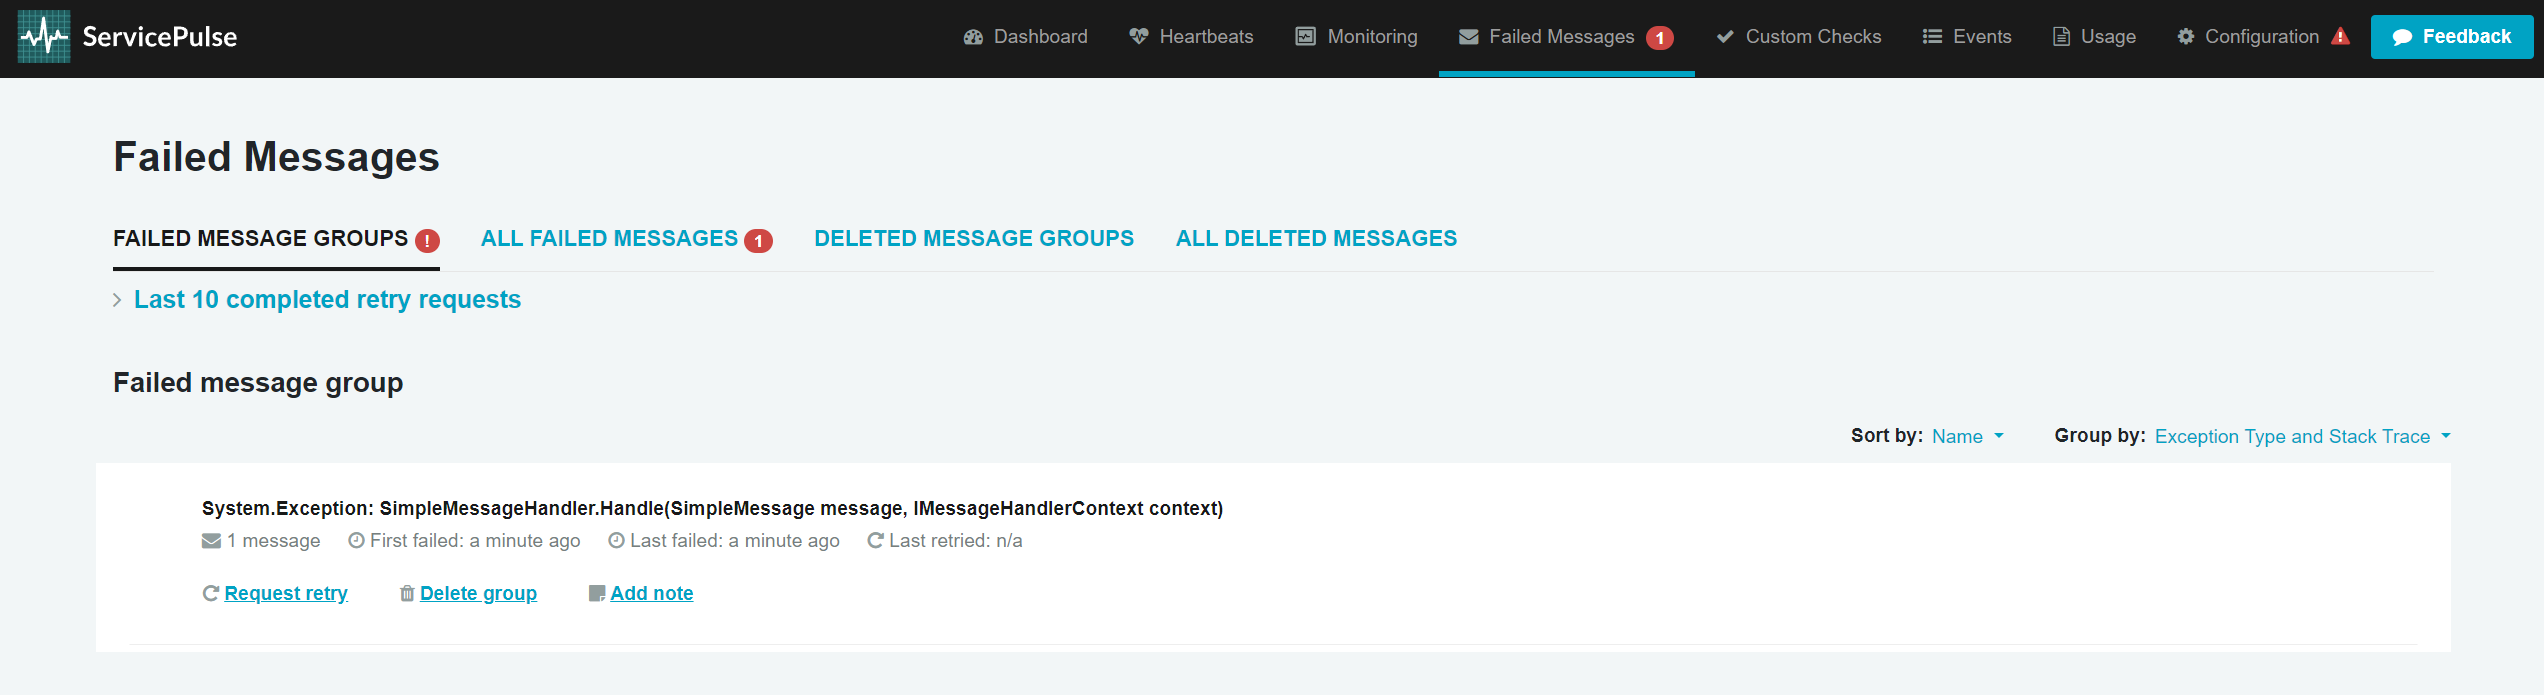 ServicePulse
Dashboard Heartbeats Monitoring Failed Messages 1 Custom Checks Events Usage Configuration Feedback
Failed Messages
FAILED MESSAGE GROUPS ! ALL FAILED MESSAGES 1 DELETED MESSAGE GROUPS ALL DELETED MESSAGES
Last 10 completed retry requests
Failed message group
Sort by: Name Group by: Exception Type and Stack Trace
System.Exception: SimpleMessageHandler.Handle(SimpleMessage message, IMessageHandlerContext context)
1 message First failed: a minute ago Last failed: a minute ago Last retried: n/a
Request retry Delete group Add note